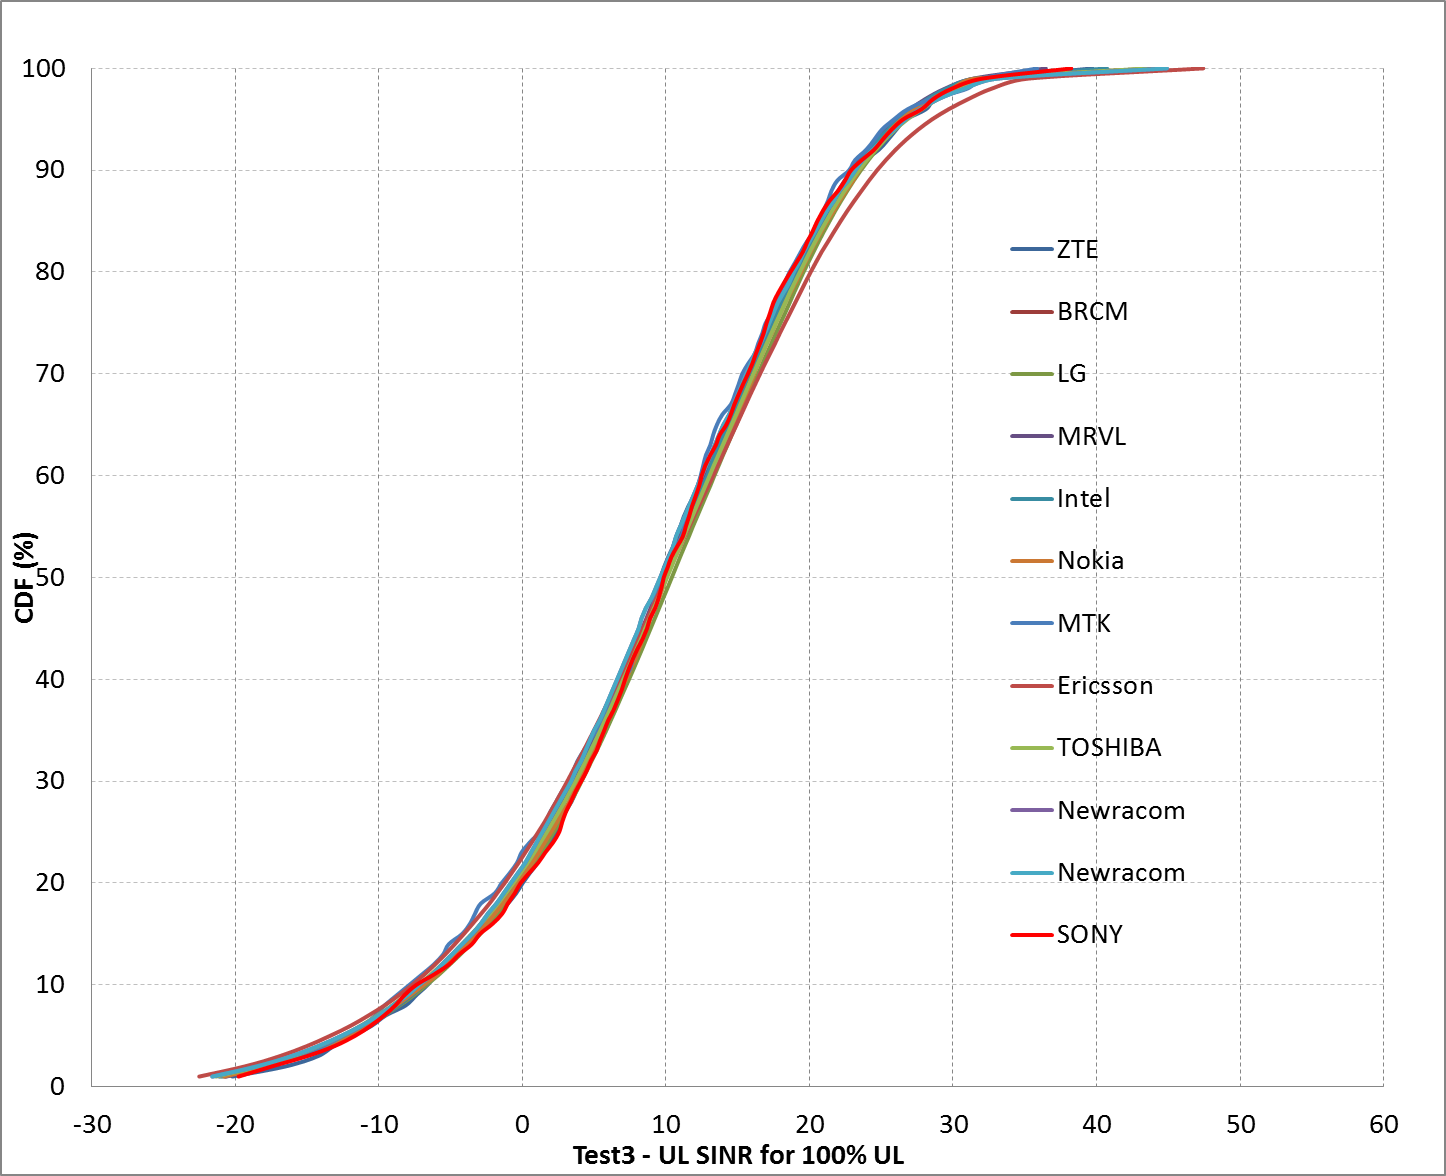 100
90
80
70
60
50
40
30
20
10
0
CDF (%)
ZTE
BRCM
LG
MRVL
Intel
Nokia
MTK
Ericsson
TOSHIBA
Newracom
Newracom
SONY
-30 -20 -10 0 10 20 30 40 50 60
Test3 - UL SINR for 100% UL